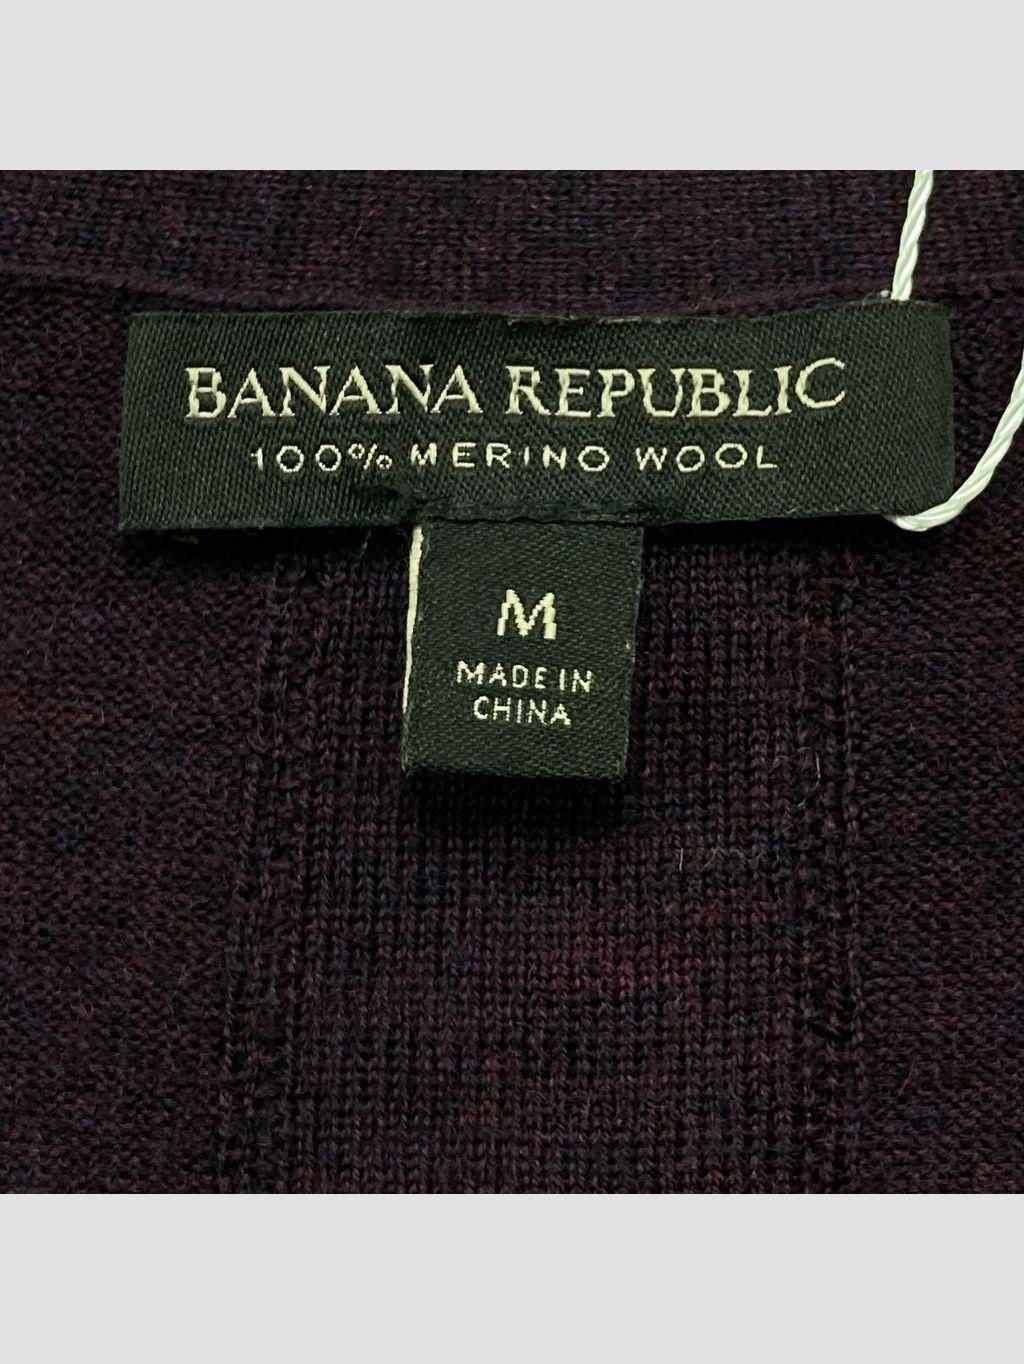 BANANA REPUBLIC
100% MERINO WOOL
M
MADE IN
CHINA